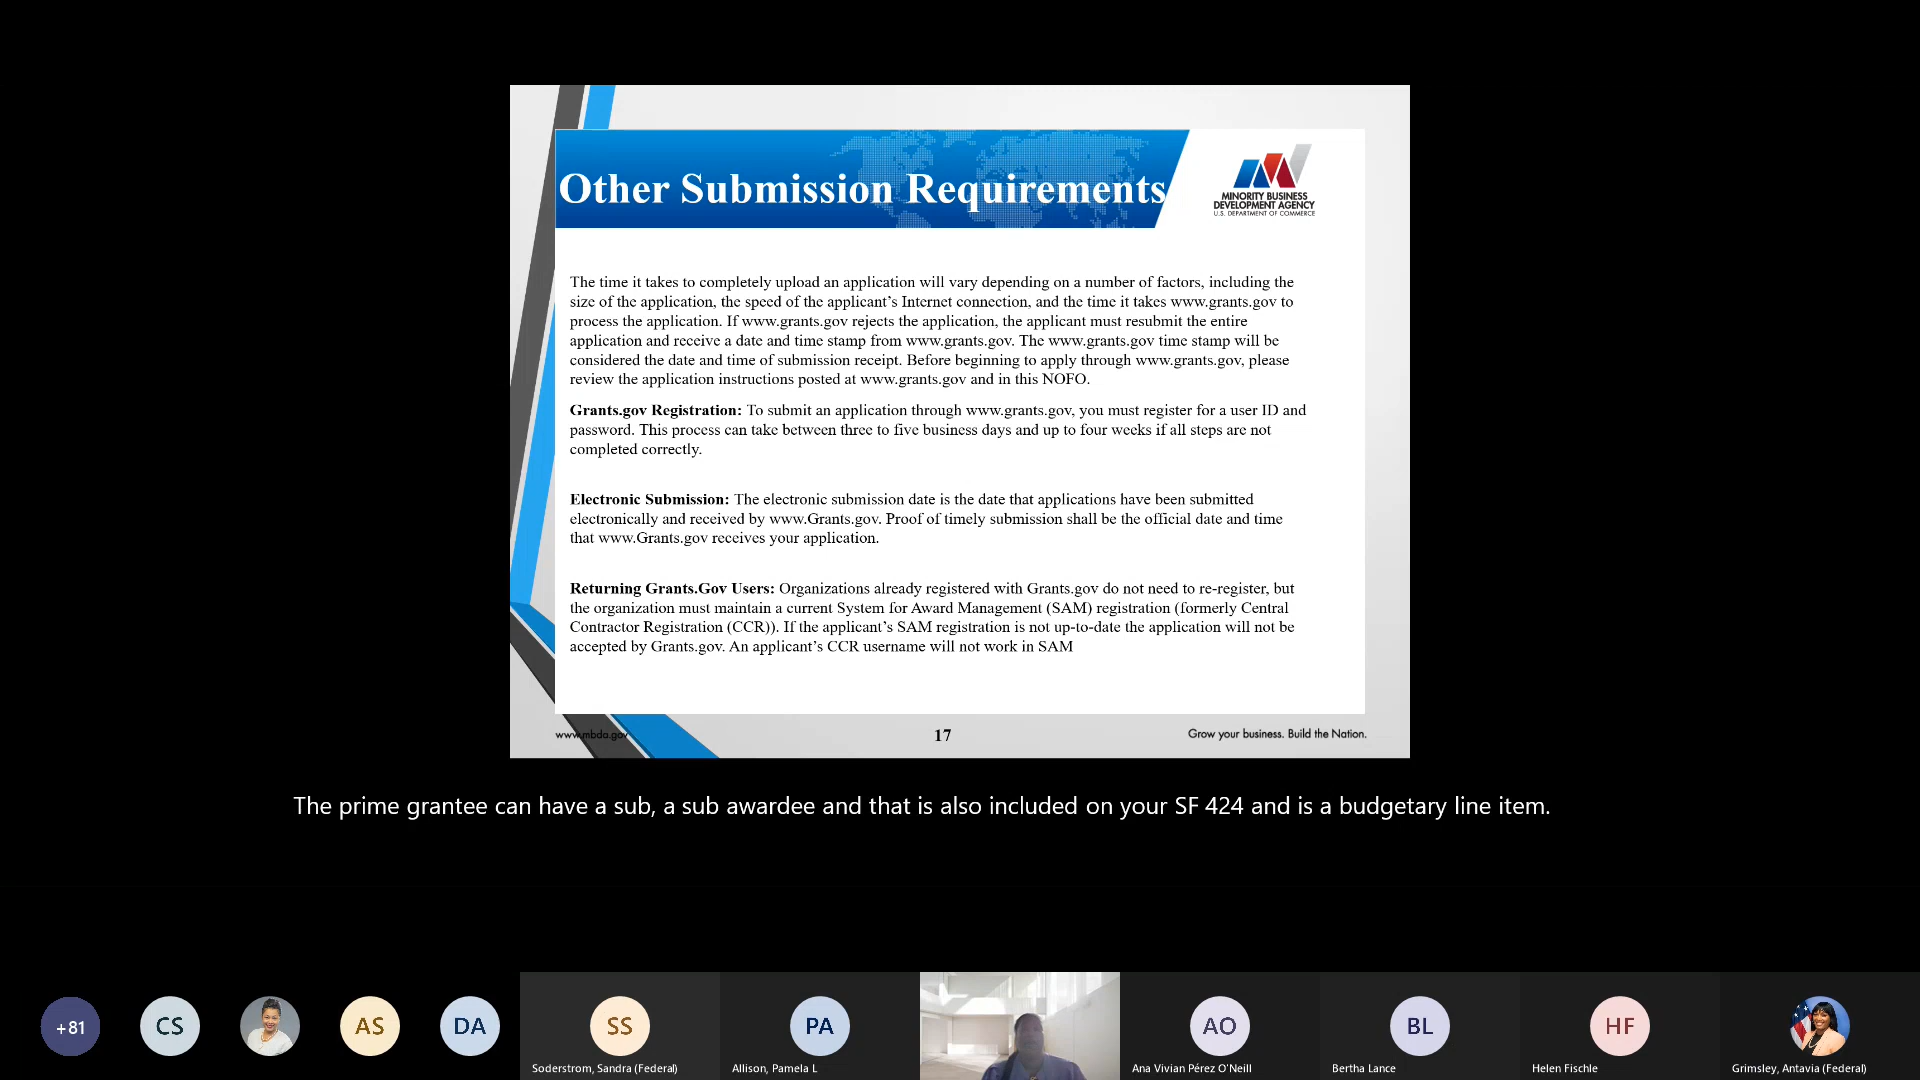 Other Submission Requirements
MINORITY BUSINESS
DEVELOPMENT AGENCY
U.S. DEPARTMENT OF COMMERCE
The time it takes to completely upload an application will vary depending on a number of factors, including the
size of the application, the speed of the applicant’s Internet connection, and the time it takes www.grants.gov to
process the application. If www.grants.gov rejects the application, the applicant must resubmit the entire
application and receive a date and time stamp from www.grants.gov. The www.grants.gov time stamp will be
considered the date and time of submission receipt. Before beginning to apply through www.grants.gov, please
review the application instructions posted at www.grants.gov and in this NOFO.
Grants.gov Registration: To submit an application through www.grants.gov, you must register for a user ID and
password. This process can take between three to five business days and up to four weeks if all steps are not
completed correctly.
Electronic Submission: The electronic submission date is the date that applications have been submitted
electronically and received by www.Grants.gov. Proof of timely submission shall be the official date and time
that www.Grants.gov receives your application.
Returning Grants.Gov Users: Organizations already registered with Grants.gov do not need to re-register, but
the organization must maintain a current System for Award Management (SAM) registration (formerly Central
Contractor Registration (CCR)). If the applicant’s SAM registration is not up-to-date the application will not be
accepted by Grants.gov. An applicant’s CCR username will not work in SAM
www.mbda.gov
17
Grow your business. Build the Nation.
The prime grantee can have a sub, a sub awardee and that is also included on your SF 424 and is a budgetary line item.
+81
CS
AS
DA
SS
PA
AO
BL
HF
Soderstrom, Sandra (Federal)
Allison, Pamela L
Ana Vivian Pérez O'Neill
Bertha Lance
Helen Fischle
Grimsley, Antavia (Federal)